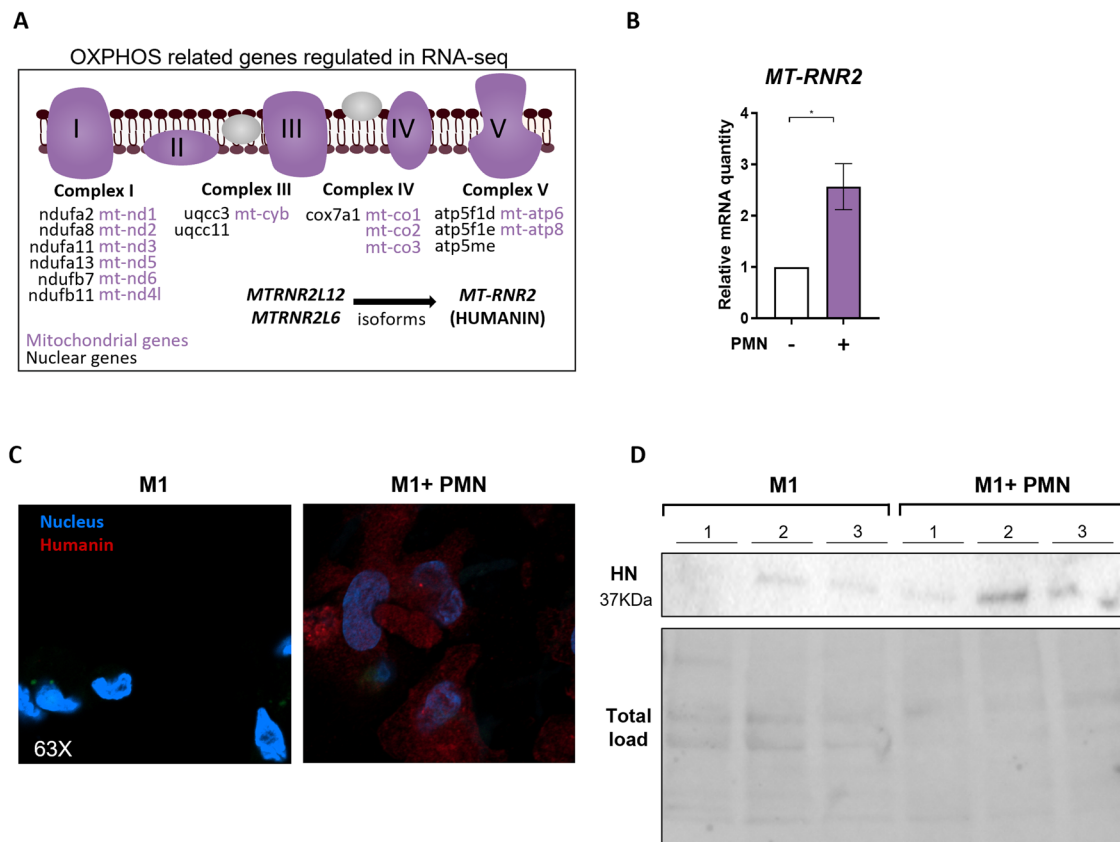 A
OXPHOS related genes regulated in RNA-seq
I
II
III
IV
V
Complex I
Complex III
Complex IV
Complex V
ndufa2 mt-nd1
ndufa8 mt-nd2
ndufa11 mt-nd3
ndufa13 mt-nd5
ndufb7 mt-nd6
ndufb11 mt-nd4l
uqcc3 mt-cyb
uqcc11
cox7a1 mt-co1
mt-co2
mt-co3
atp5f1d mt-atp6
atp5f1e mt-atp8
atp5me
MTRNR2L12
MTRNR2L6
isoforms
MT-RNR2
(HUMANIN)
Mitochondrial genes
Nuclear genes
B
MT-RNR2
Relative mRNA quantity
4
3
2
1
0
*
PMN - +
C
M1
M1+ PMN
Nucleus
Humanin
63X
D
M1
M1+ PMN
1 2 3 1 2 3
HN
37KDa
Total
load